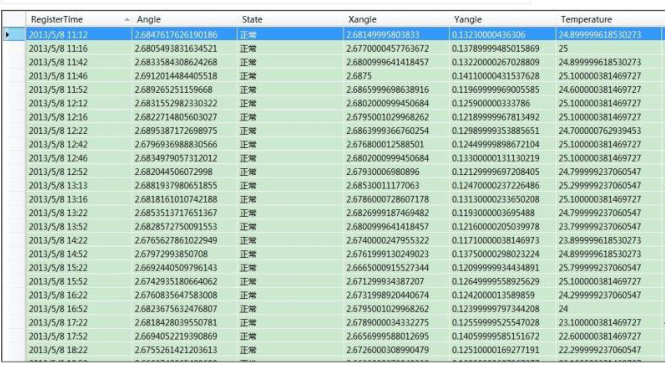 RegisterTime Angle State Xangle Yangle Temperature
2013/5/8 11:12 2.6847617626190186 正常 2.68149995803833 0.13230000436306 24.899999618530273
2013/5/8 11:16 2.6805493831634521 正常 2.6770000457763672 0.13789999485015869 25
2013/5/8 11:42 2.6833584308624268 正常 2.6800999641418457 0.13220000267028809 24.899999618530273
2013/5/8 11:46 2.6912014484405518 正常 2.6875 0.14110000431537628 25.100000381469727
2013/5/8 11:52 2.689265251159668 正常 2.6865999698638916 0.11969999969005585 24.600000381469727
2013/5/8 12:12 2.6831552982330322 正常 2.6802000999450684 0.125900000333786 25.100000381469727
2013/5/8 12:16 2.6822714805603027 正常 2.6795001029968262 0.12189999967813492 25.100000381469727
2013/5/8 12:22 2.6895387172698975 正常 2.6863999366760254 0.12989999353885651 24.700000762939453
2013/5/8 12:42 2.6796936988830566 正常 2.676800012588501 0.12449999898672104 25.100000381469727
2013/5/8 12:46 2.6834979057312012 正常 2.6802000999450684 0.13300000131130219 25.100000381469727
2013/5/8 12:52 2.682044506072998 正常 2.67930006980896 0.12129999697208405 24.799999237060547
2013/5/8 13:13 2.6881937980651855 正常 2.68530011177063 0.12470000237226486 25.299999237060547
2013/5/8 13:16 2.6818161010742188 正常 2.6786000728607178 0.13130000233650208 25.100000381469727
2013/5/8 13:22 2.6853513717651367 正常 2.6826999187469482 0.1193000003695488 24.799999237060547
2013/5/8 13:52 2.6828572750091553 正常 2.6800999641418457 0.12160000205039978 23.799999237060547
2013/5/8 14:22 2.6765627861022949 正常 2.6740000247955322 0.11710000038146973 23.899999618530273
2013/5/8 14:52 2.67972993850708 正常 2.6761999130249023 0.13750000298023224 24.899999618530273
2013/5/8 15:22 2.6692440509796143 正常 2.6665000915527344 0.12099999934434891 25.799999237060547
2013/5/8 15:52 2.6742935180664062 正常 2.671299934387207 0.12649999558925629 25.100000381469727
2013/5/8 16:22 2.6760835647583008 正常 2.6731998920440674 0.1242000013589859 24.299999237060547
2013/5/8 16:52 2.6823675632476807 正常 2.6795001029968262 0.12399999797344208 24
2013/5/8 17:22 2.6818428039550781 正常 2.6789000034332275 0.12559999525547028 23.100000381469727
2013/5/8 17:52 2.6694052219390869 正常 2.6656999588012695 0.14059999585151672 22.600000381469727
2013/5/8 18:22 2.6755261421203613 正常 2.6726000308990479 0.12510000169277191 22.299999237060547